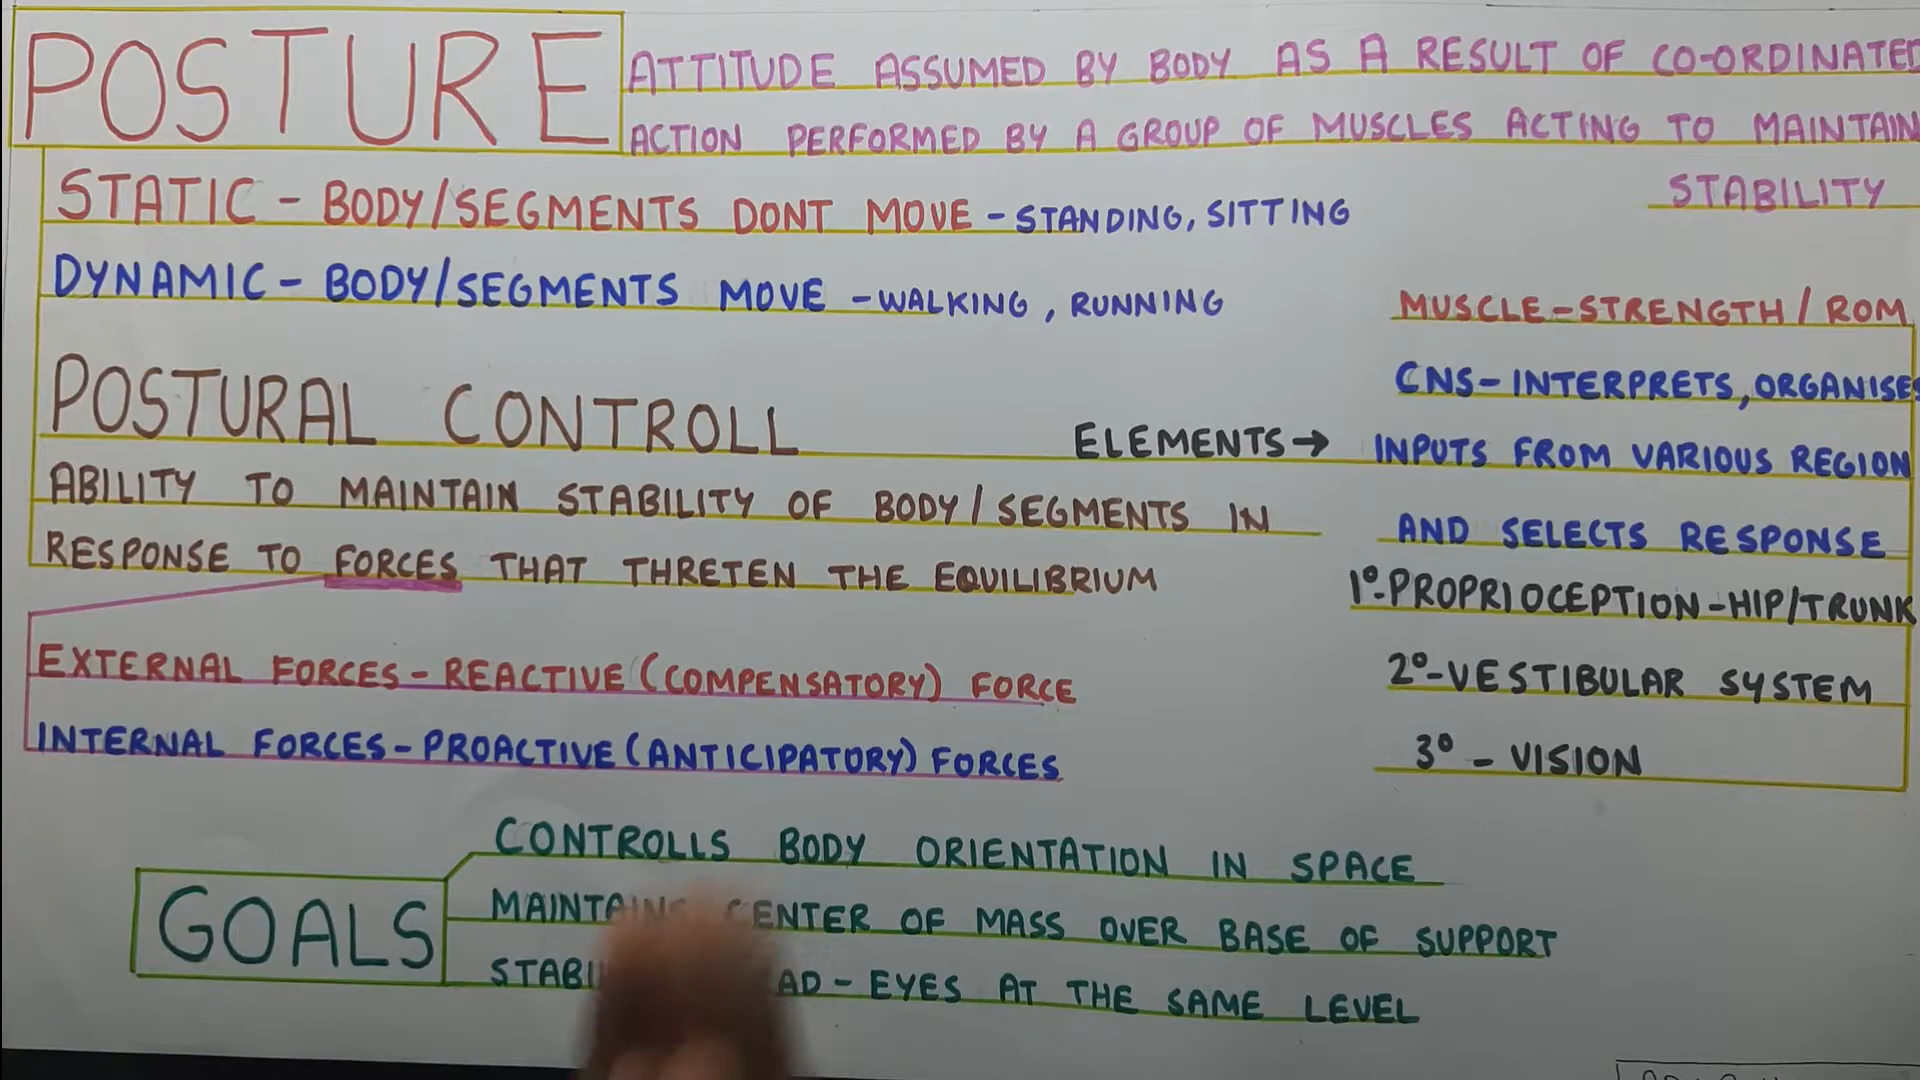 POSTURE
ATTITUDE ASSUMED BY BODY AS A RESULT OF CO-ORDINATED
ACTION PERFORMED BY A GROUP OF MUSCLES ACTING TO MAINTAIN
STABILITY
STATIC - BODY/SEGMENTS DONT MOVE - STANDING, SITTING
DYNAMIC - BODY/SEGMENTS MOVE - WALKING, RUNNING
POSTURAL CONTROLL
ABILITY TO MAINTAIN STABILITY OF BODY/SEGMENTS IN
RESPONSE TO FORCES THAT THRETEN THE EQUILIBRIUM
EXTERNAL FORCES - REACTIVE (COMPENSATORY) FORCE
INTERNAL FORCES - PROACTIVE (ANTICIPATORY) FORCES
ELEMENTS →
MUSCLE - STRENGTH / ROM
CNS - INTERPRETS, ORGANISES
INPUTS FROM VARIOUS REGION
AND SELECTS RESPONSE
1° - PROPRIOCEPTION - HIP/TRUNK
2° - VESTIBULAR SYSTEM
3° - VISION
GOALS
CONTROLLS BODY ORIENTATION IN SPACE
MAINTAINS CENTER OF MASS OVER BASE OF SUPPORT
- EYES AT THE SAME LEVEL